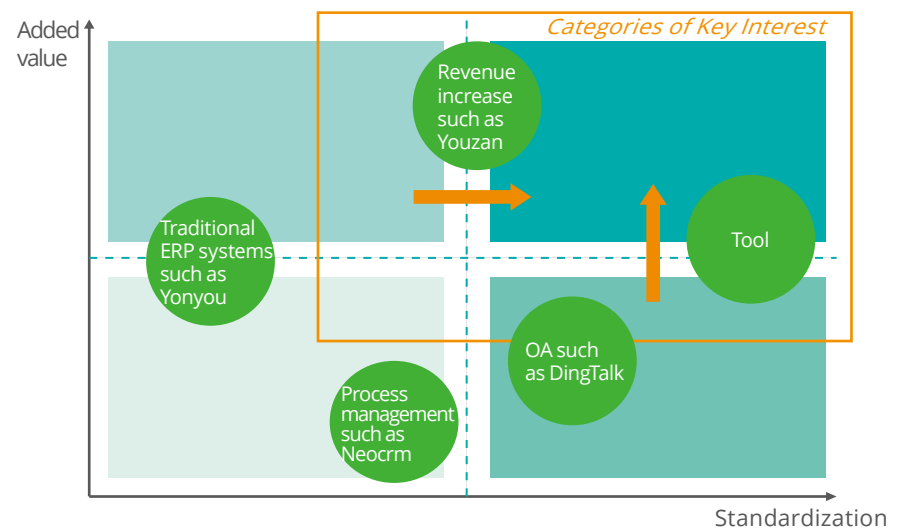 Added
value
Categories of Key Interest
Revenue
increase
such as
Youzan
Traditional
ERP systems
such as
Yonyou
Tool
OA such
as DingTalk
Process
management
such as
Neocrm
Standardization